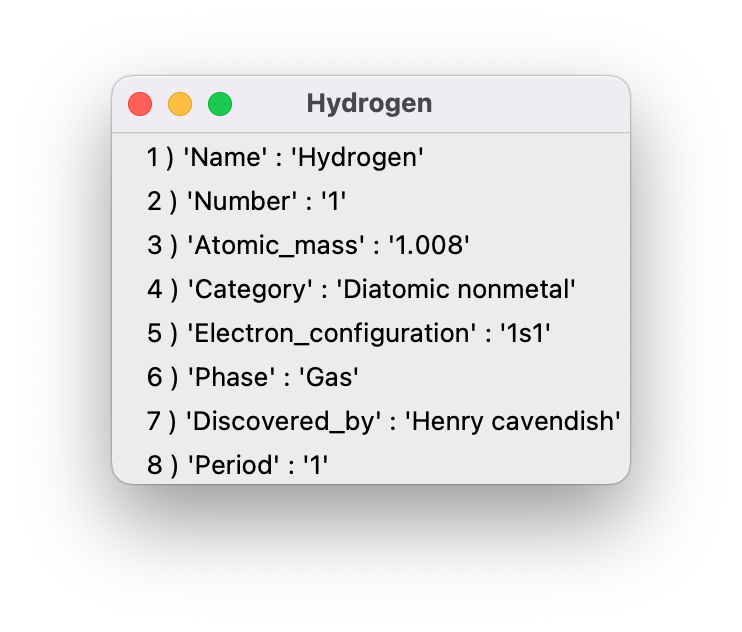 Hydrogen
1 ) 'Name' : 'Hydrogen'
2 ) 'Number' : '1'
3 ) 'Atomic_mass' : '1.008'
4 ) 'Category' : 'Diatomic nonmetal'
5 ) 'Electron_configuration' : '1s1'
6 ) 'Phase' : 'Gas'
7 ) 'Discovered_by' : 'Henry cavendish'
8 ) 'Period' : '1'